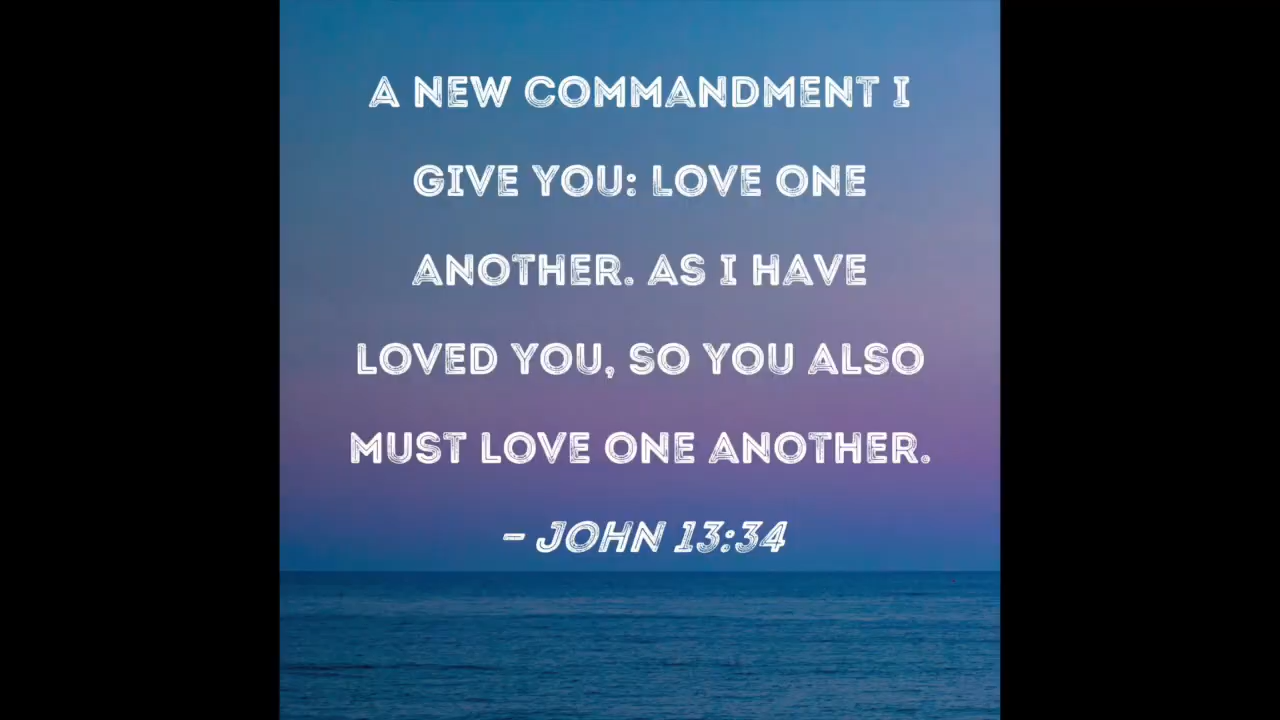 A NEW COMMANDMENT I
GIVE YOU: LOVE ONE
ANOTHER. AS I HAVE
LOVED YOU, SO YOU ALSO
MUST LOVE ONE ANOTHER.
- JOHN 13:34